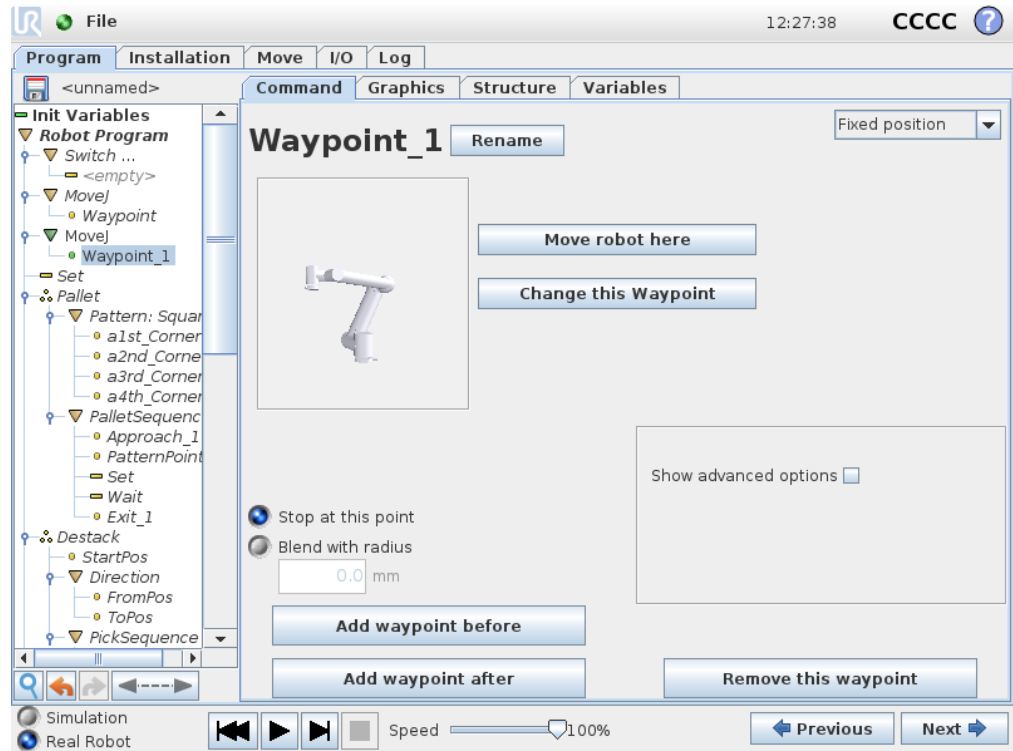 UR File 12:27:38 CCCC ?
Program Installation Move I/O Log
<unnamed>
Command Graphics Structure Variables
Init Variables
Robot Program
Switch ...
<empty>
MoveJ
Waypoint
MoveJ
Waypoint_1
Set
Pallet
Pattern: Squar
a1st_Corner
a2nd_Corne
a3rd_Corner
a4th_Corner
PalletSequenc
Approach_1
PatternPoint
Set
Wait
Exit_1
Destack
StartPos
Direction
FromPos
ToPos
PickSequence
Waypoint_1 Rename
Fixed position
Move robot here
Change this Waypoint
Show advanced options
Stop at this point
Blend with radius
0.0 mm
Add waypoint before
Add waypoint after
Remove this waypoint
Simulation
Real Robot
Speed 100%
Previous Next